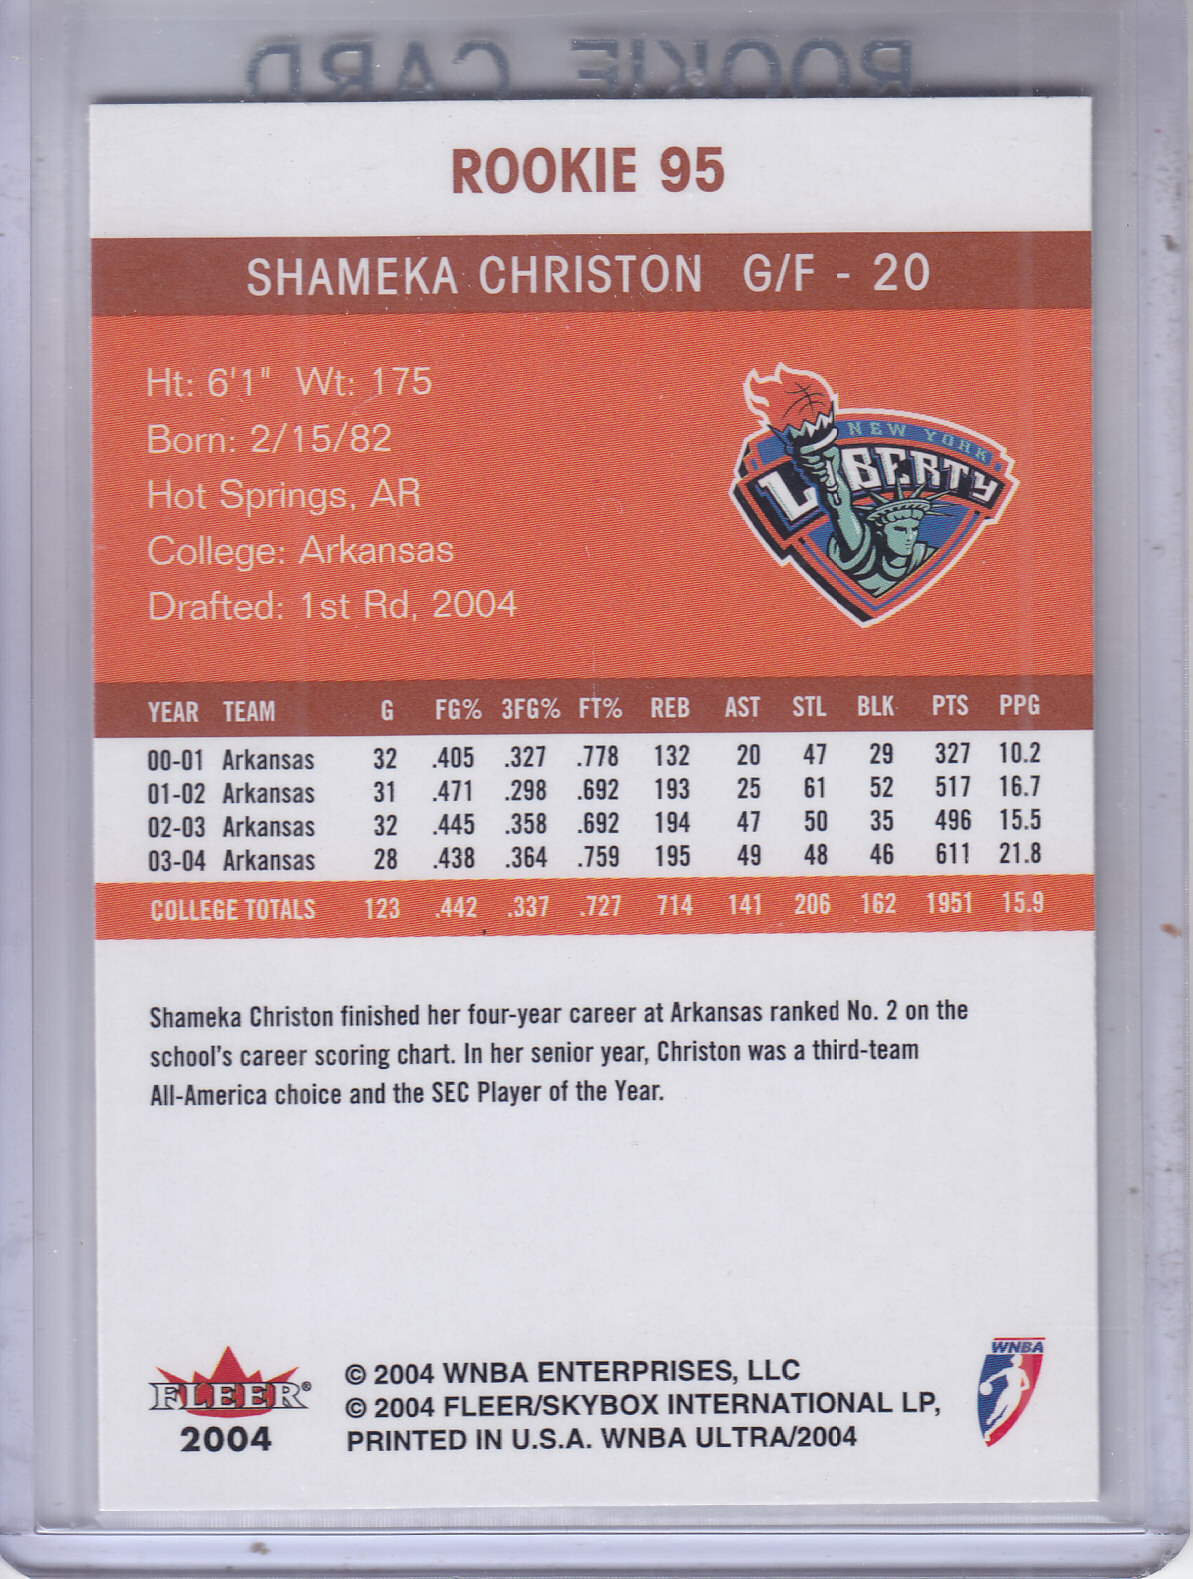 ROOKIE CARD
ROOKIE 95
SHAMEKA CHRISTON G/F - 20
Ht: 6'1" Wt: 175
Born: 2/15/82
Hot Springs, AR
College: Arkansas
Drafted: 1st Rd, 2004
NEW YORK
LIBERTY
YEAR TEAM G FG% 3FG% FT% REB AST STL BLK PTS PPG
00-01 Arkansas 32 .405 .327 .778 132 20 47 29 327 10.2
01-02 Arkansas 31 .471 .298 .692 193 25 61 52 517 16.7
02-03 Arkansas 32 .445 .358 .692 194 47 50 35 496 15.5
03-04 Arkansas 28 .438 .364 .759 195 49 48 46 611 21.8
COLLEGE TOTALS 123 .442 .337 .727 714 141 206 162 1951 15.9
Shameka Christon finished her four-year career at Arkansas ranked No. 2 on the
school's career scoring chart. In her senior year, Christon was a third-team
All-America choice and the SEC Player of the Year.
FLEER®
2004
© 2004 WNBA ENTERPRISES, LLC
© 2004 FLEER/SKYBOX INTERNATIONAL LP,
PRINTED IN U.S.A. WNBA ULTRA/2004
WNBA